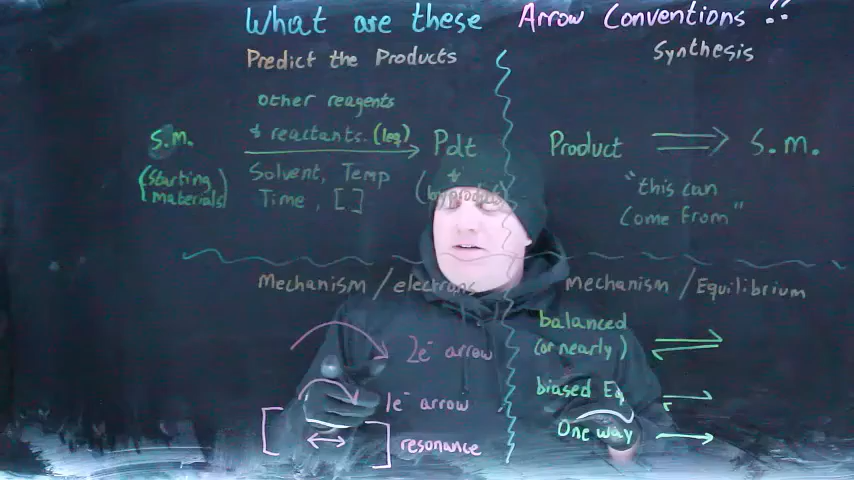 What are these Arrow Conventions ?!
Predict the Products
other reagents
& reactants. (1eq)
S.m.
Pdt
(Starting
Materials)
Solvent, Temp
Time, [ ]
&
(byproducts)
Synthesis
Product S.m.
"this can
Come From"
Mechanism / electrons
2e⁻ arrow
1e⁻ arrow
resonance
Mechanism / Equilibrium
balanced
(or nearly)
biased Eq
One way